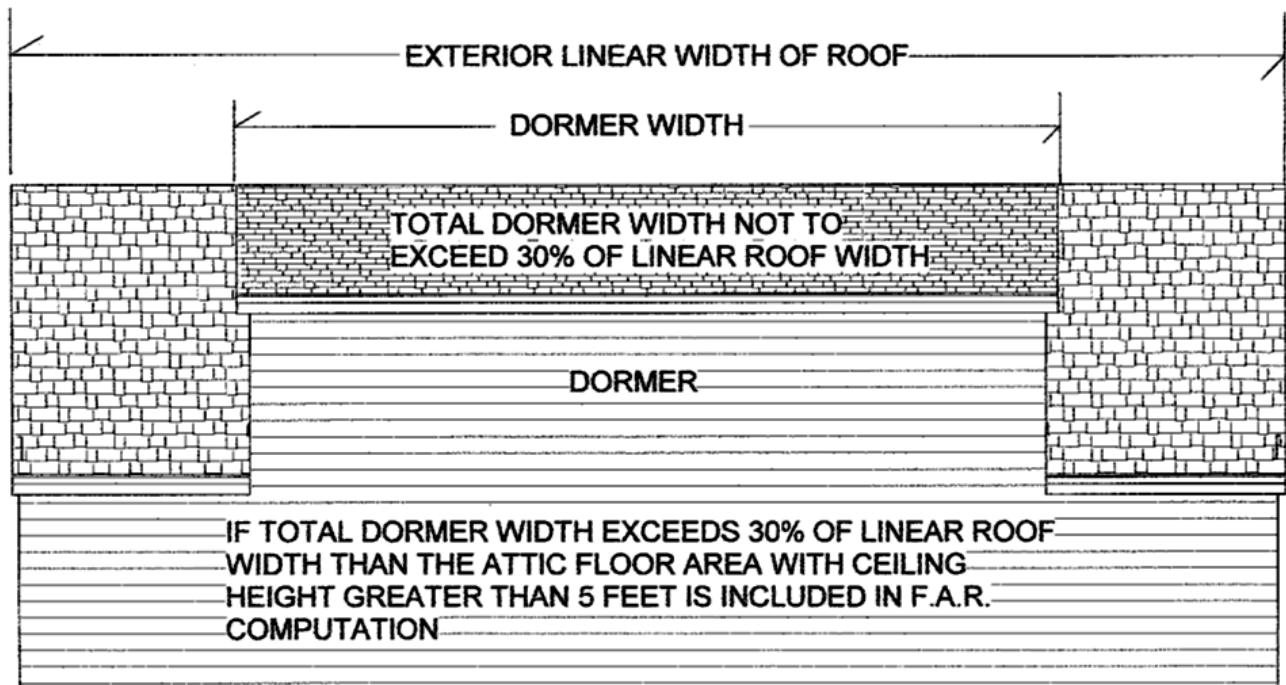 EXTERIOR LINEAR WIDTH OF ROOF
DORMER WIDTH
TOTAL DORMER WIDTH NOT TO
EXCEED 30% OF LINEAR ROOF WIDTH
DORMER
IF TOTAL DORMER WIDTH EXCEEDS 30% OF LINEAR ROOF
WIDTH THAN THE ATTIC FLOOR AREA WITH CEILING
HEIGHT GREATER THAN 5 FEET IS INCLUDED IN F.A.R.
COMPUTATION